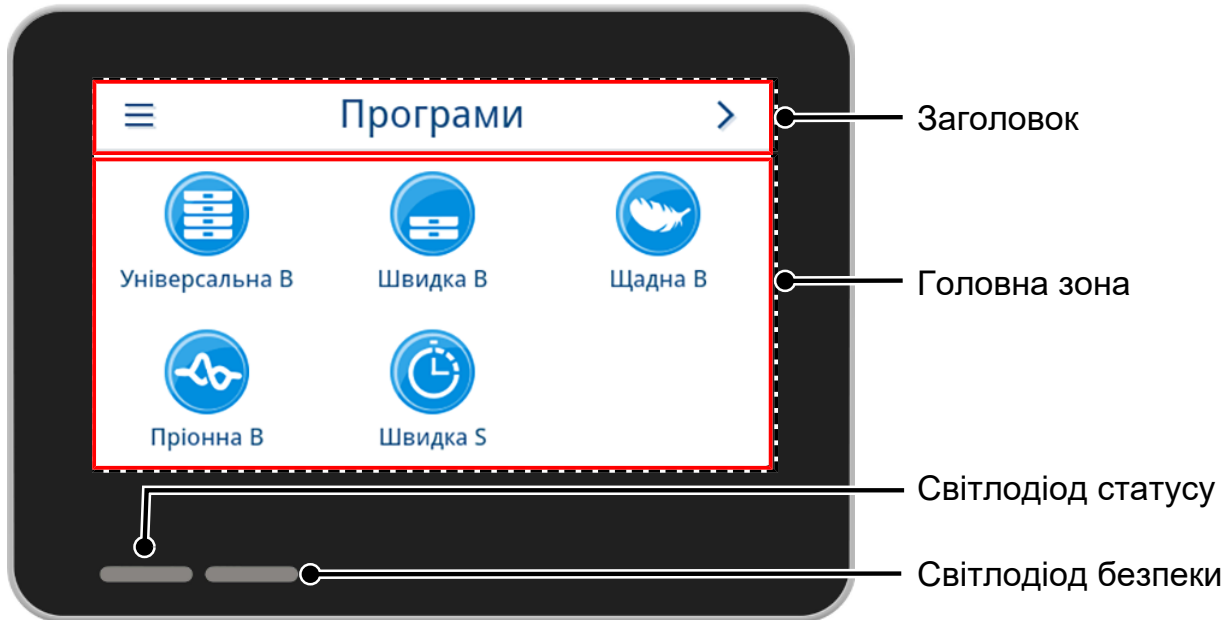 Програми
Заголовок
Універсальна B
Швидка B
Щадна B
Головна зона
Пріонна B
Швидка S
Світлодіод статусу
Світлодіод безпеки